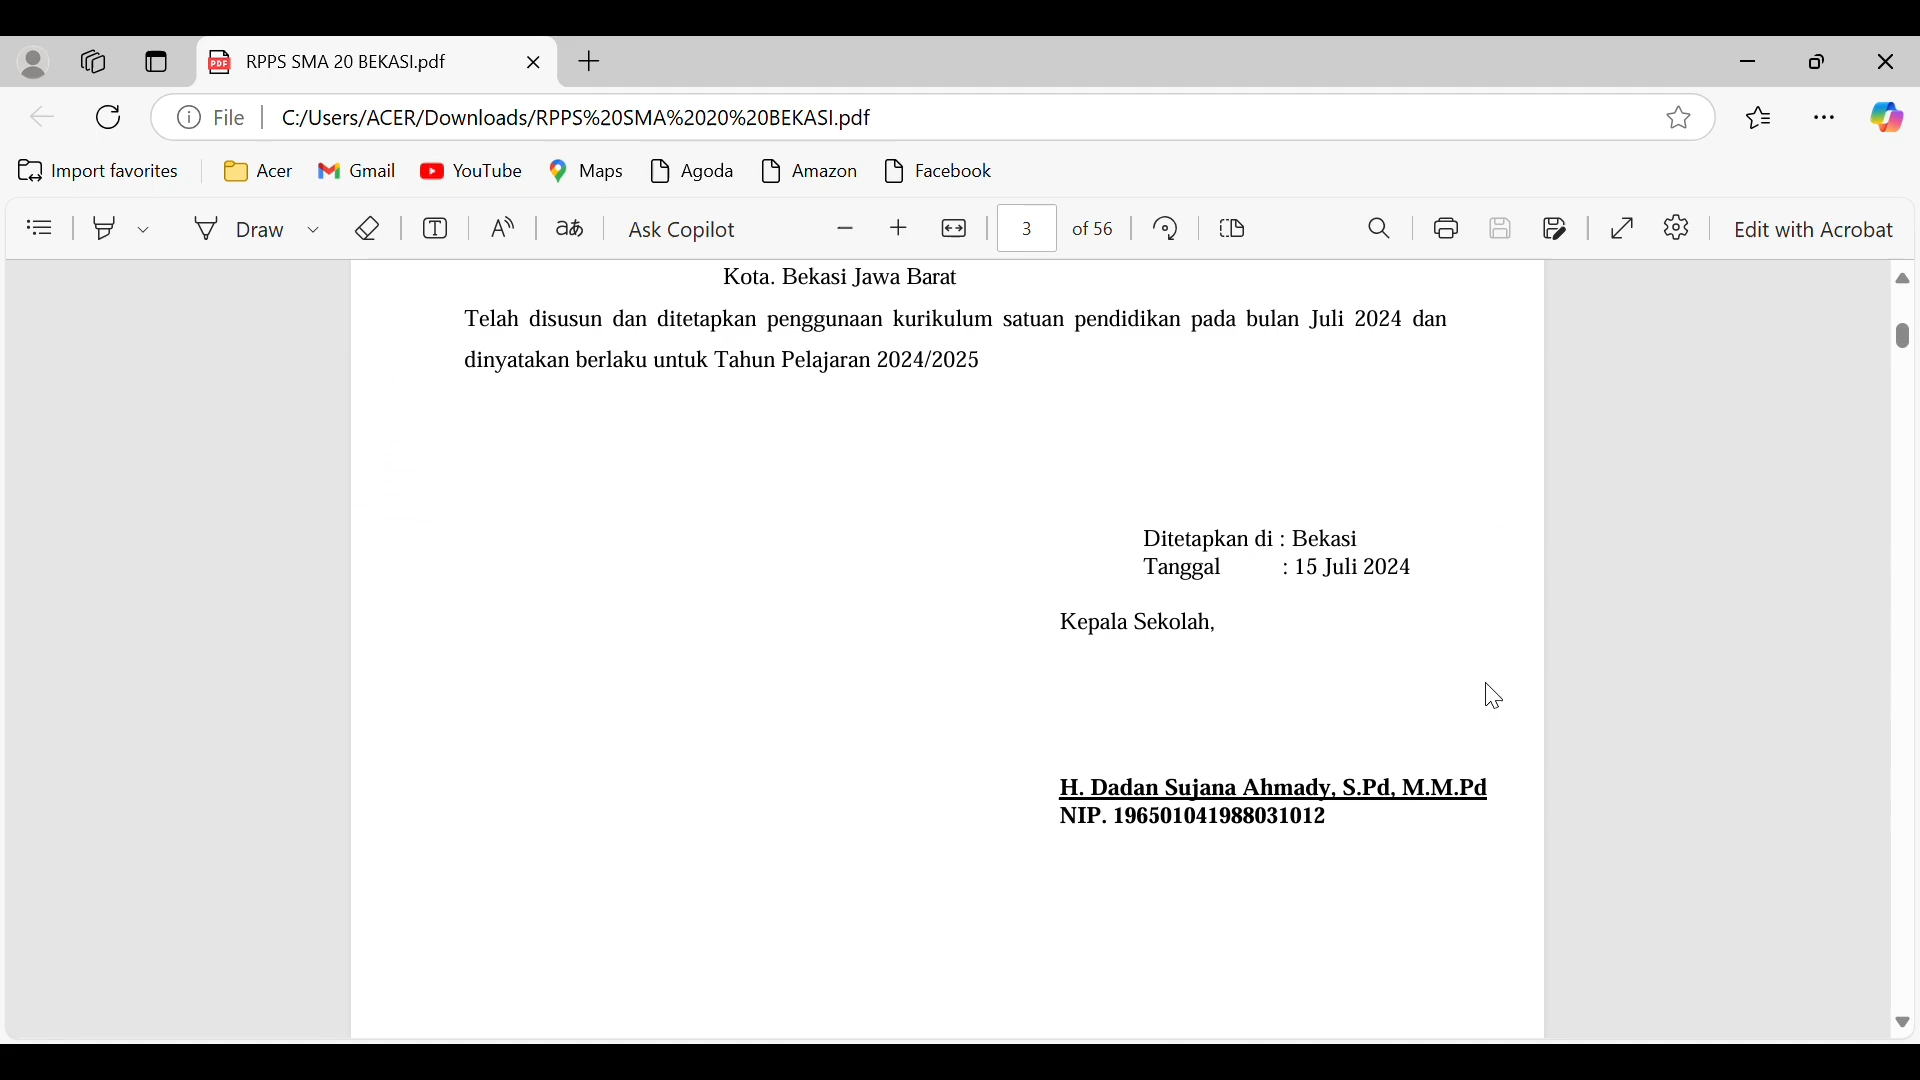 RPPS SMA 20 BEKASI.pdf
File C:/Users/ACER/Downloads/RPPS%20SMA%2020%20BEKASI.pdf
Import favorites Acer Gmail YouTube Maps Agoda Amazon Facebook
Draw Ask Copilot 3 of 56 Edit with Acrobat
Kota. Bekasi Jawa Barat
Telah disusun dan ditetapkan penggunaan kurikulum satuan pendidikan pada bulan Juli 2024 dan
dinyatakan berlaku untuk Tahun Pelajaran 2024/2025
Ditetapkan di : Bekasi
Tanggal : 15 Juli 2024
Kepala Sekolah,
H. Dadan Sujana Ahmady, S.Pd, M.M.Pd
NIP. 196501041988031012